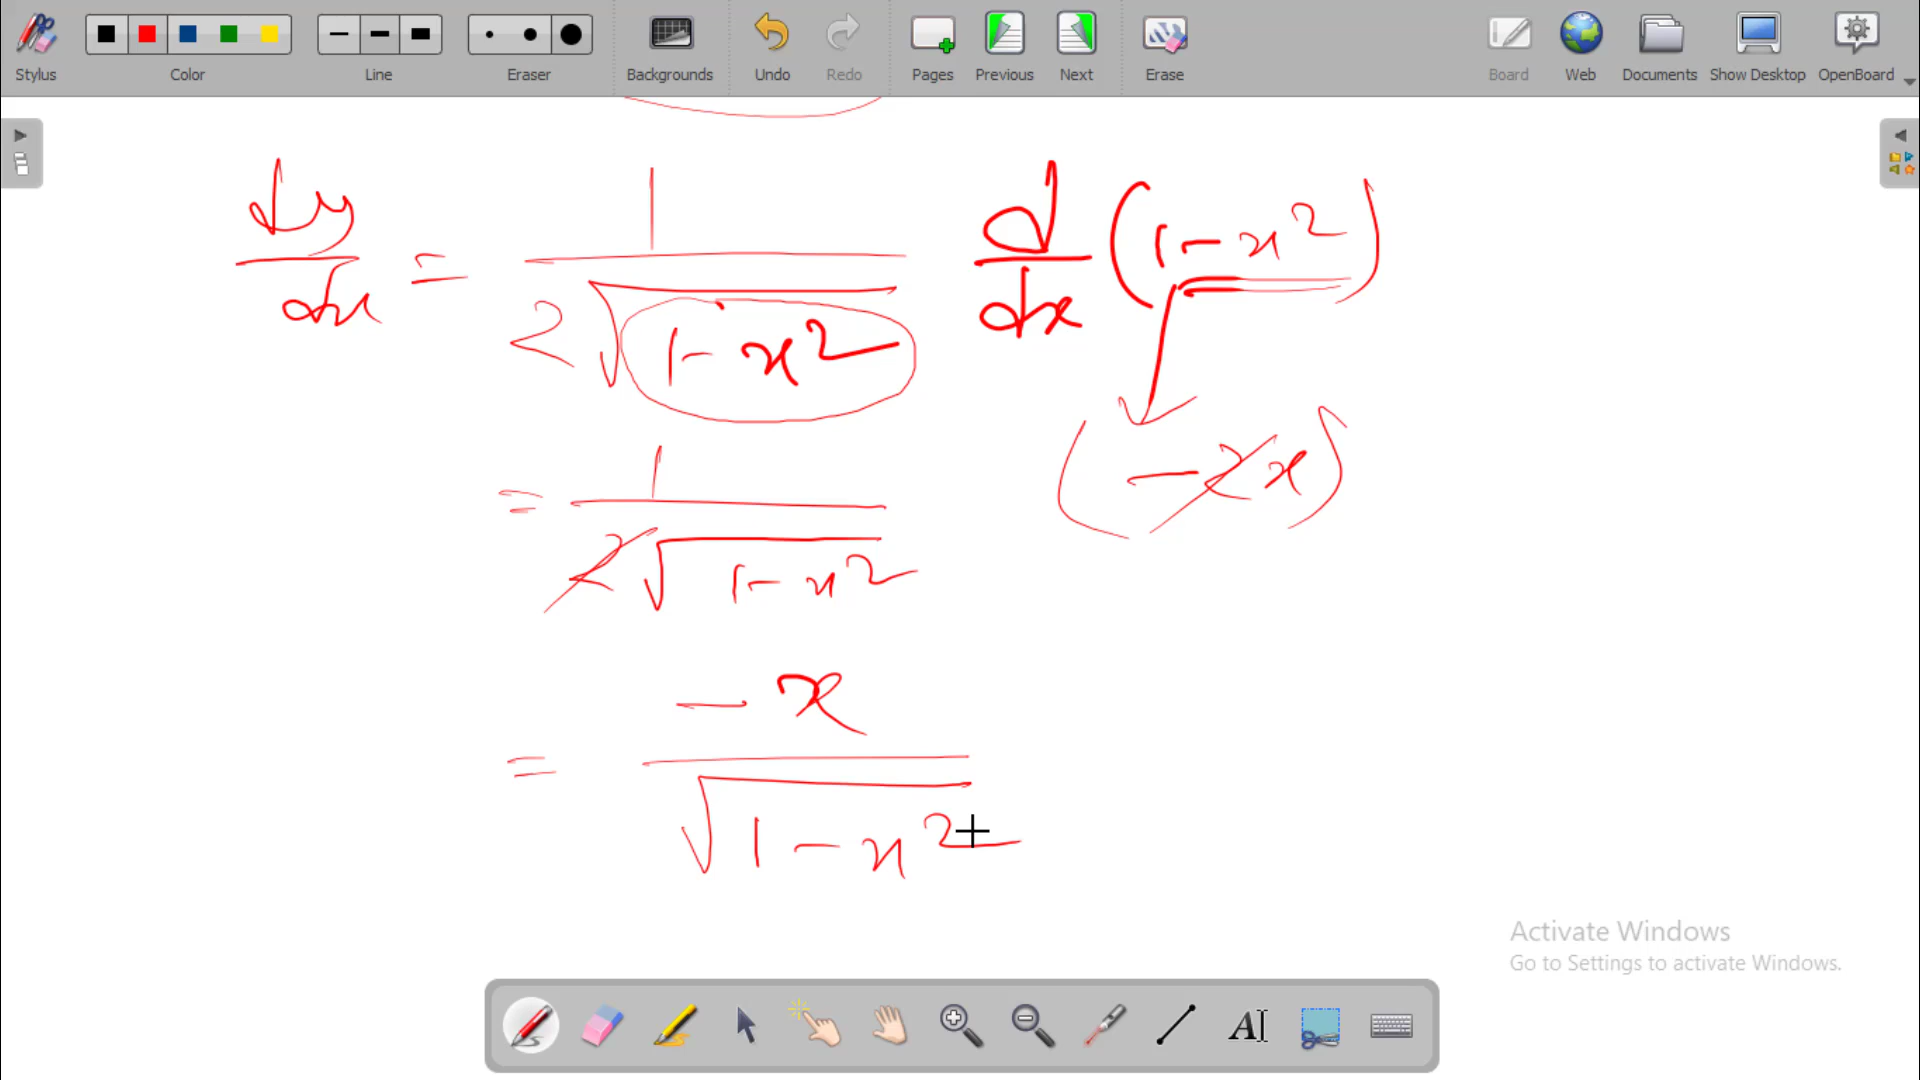 Stylus Color Line Eraser Backgrounds Undo Redo Pages Previous Next Erase Board Web Documents Show Desktop OpenBoard
dy/dx = 1/(2√(1-x²)) d/dx (1-x²)
= 1/(2√(1-x²)) (-2x)
= -x/√(1-x²)
Activate Windows
Go to Settings to activate Windows.